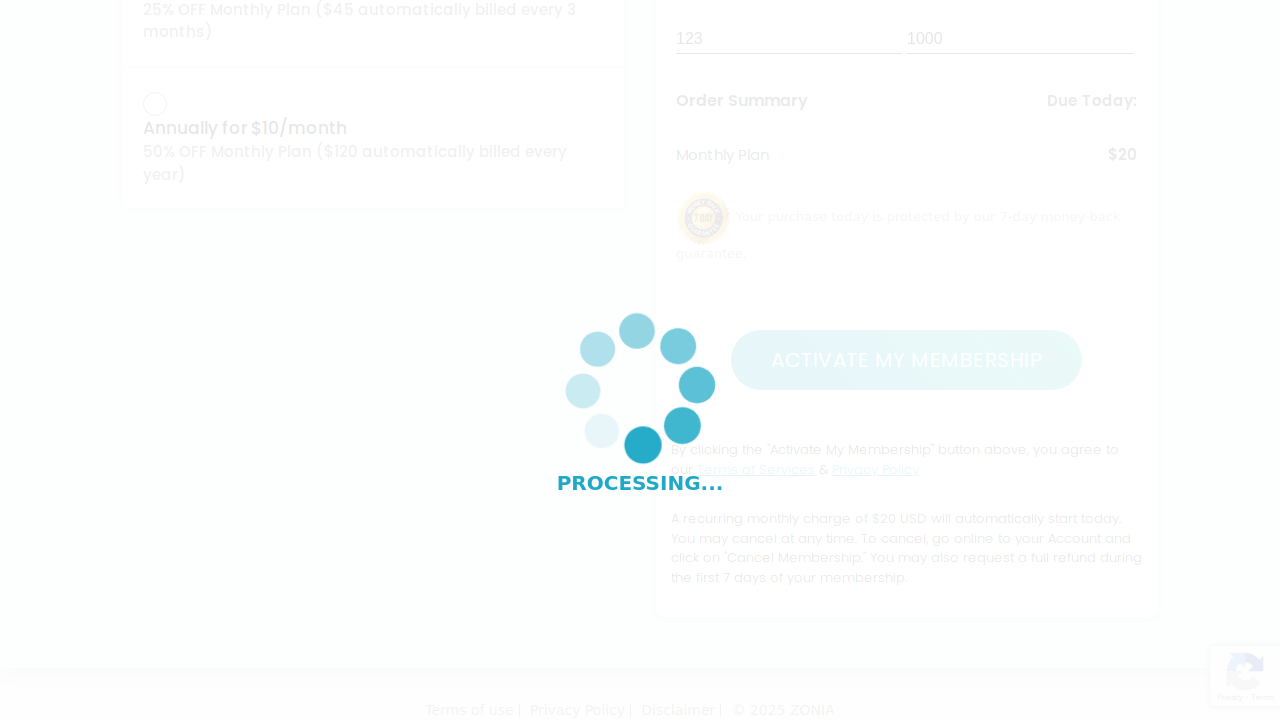 25% OFF Monthly Plan ($45 automatically billed every 3
months)
Annually for $10/month
50% OFF Monthly Plan ($120 automatically billed every
year)
123 1000
Order Summary Due Today:
Monthly Plan $20
7 DAY
Your purchase today is protected by our 7-day money-back
guarantee.
ACTIVATE MY MEMBERSHIP
PROCESSING...
By clicking the "Activate My Membership" button above, you agree to
our Terms of Services & Privacy Policy
A recurring monthly charge of $20 USD will automatically start today.
You may cancel at any time. To cancel, go online to your Account and
click on "Cancel Membership." You may also request a full refund during
the first 7 days of your membership.
Privacy - Terms
Terms of use | Privacy Policy | Disclaimer | © 2025 ZONIA